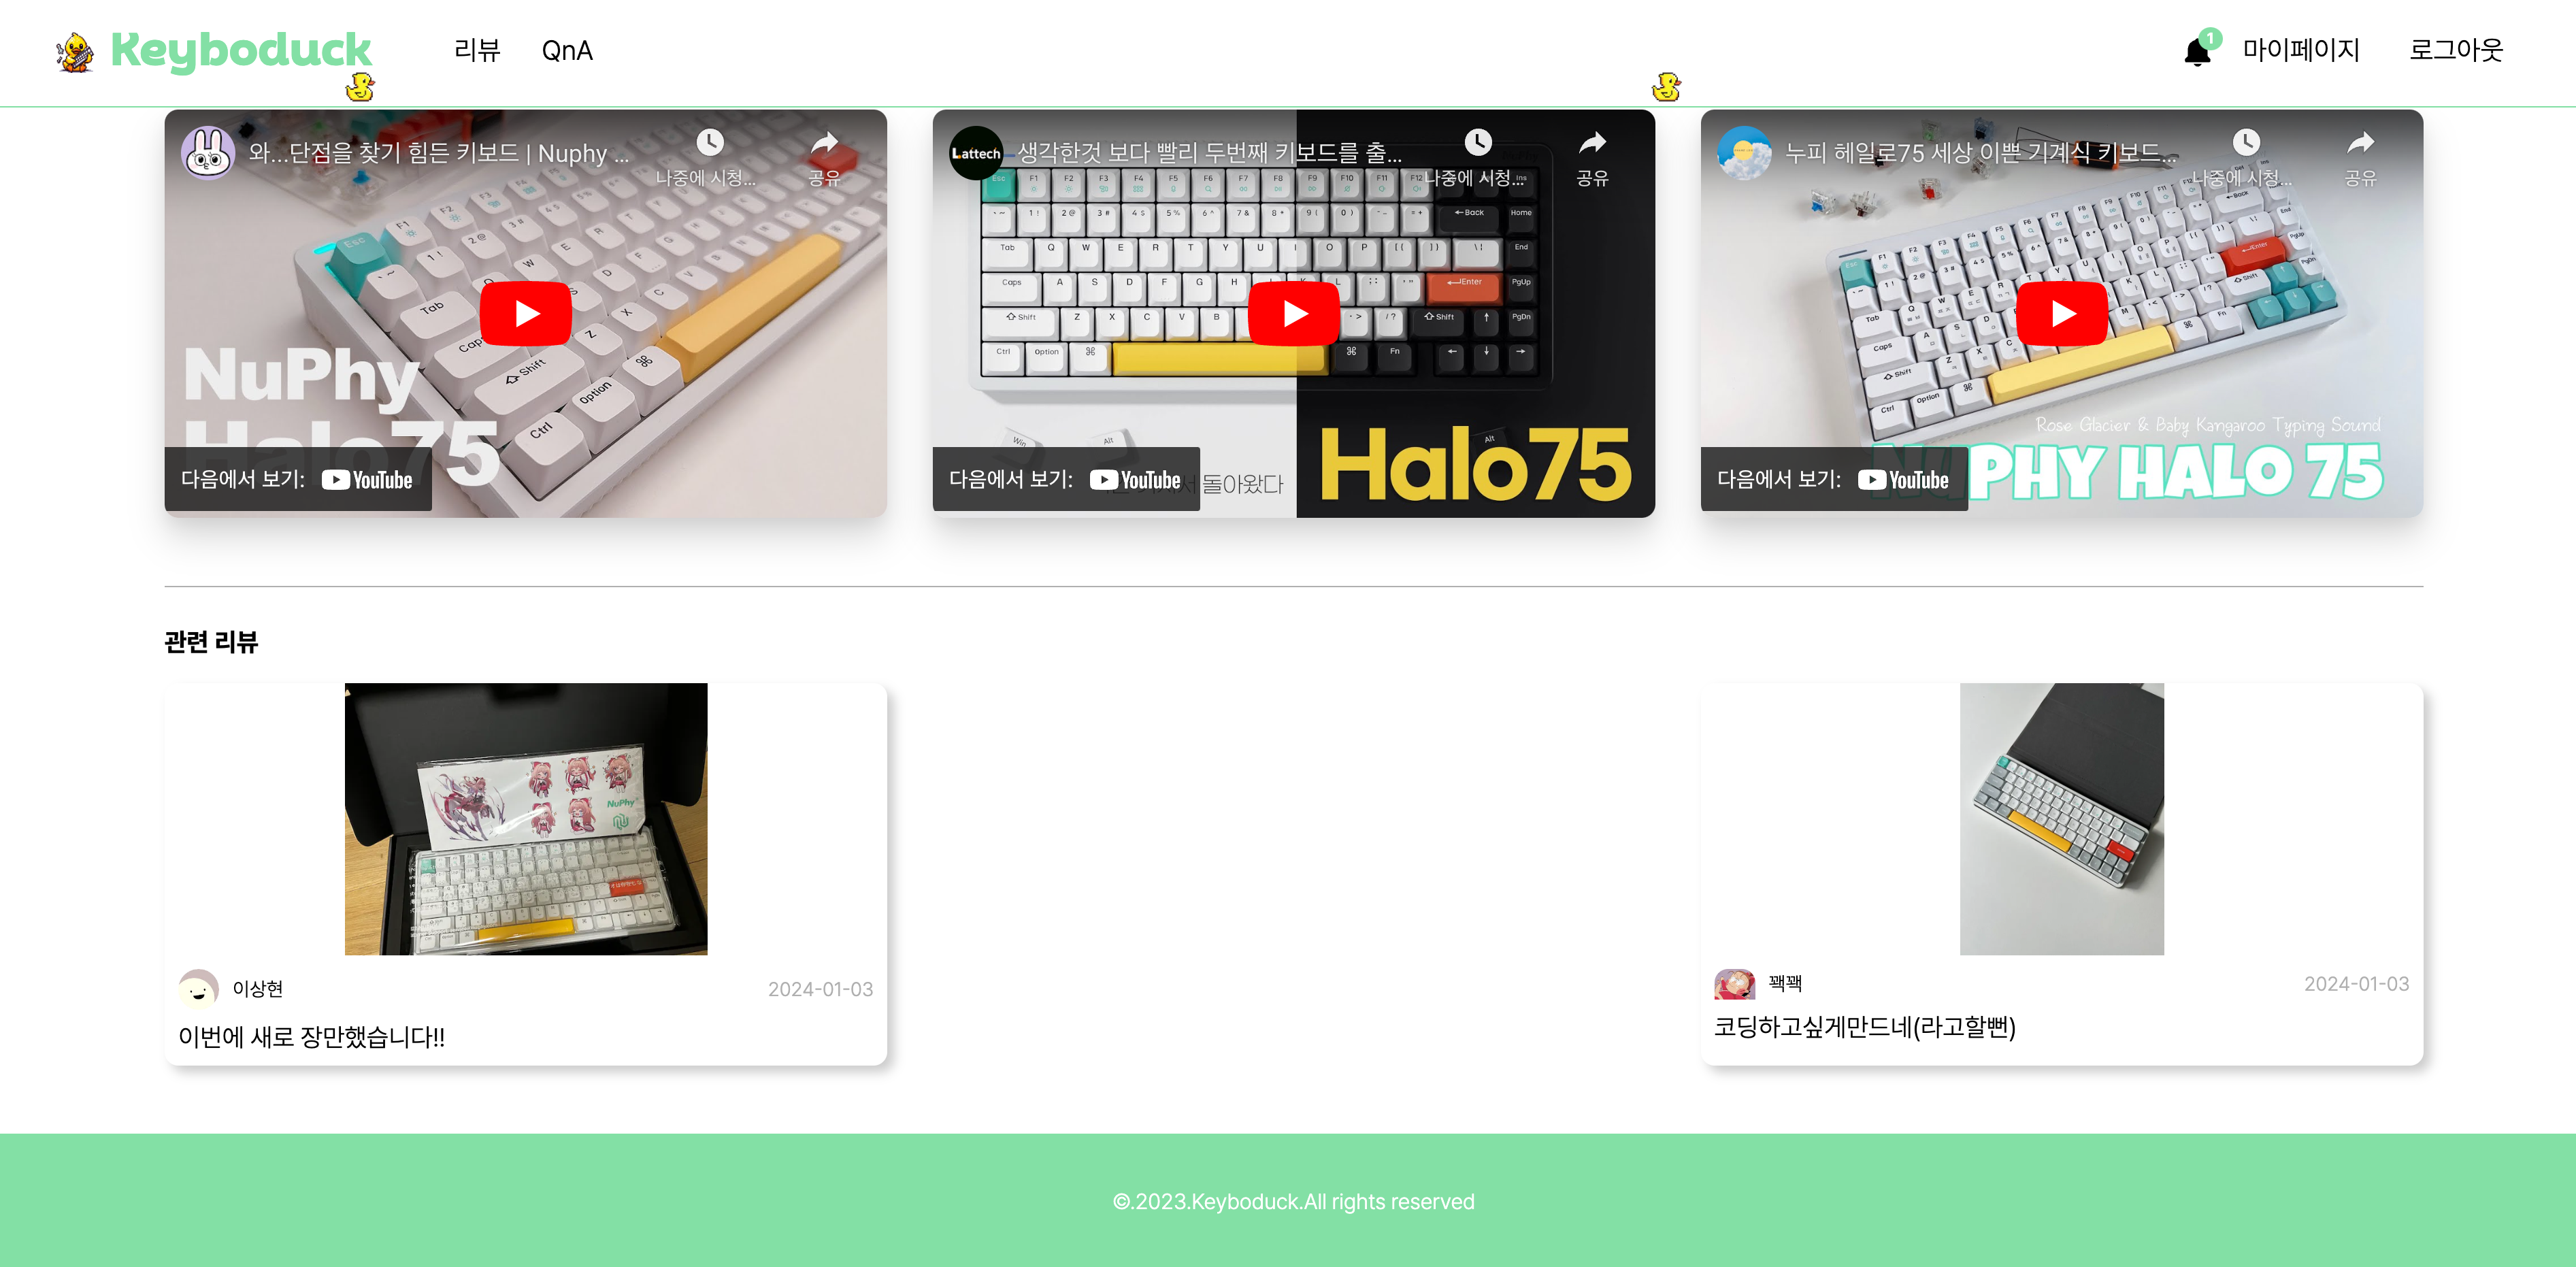 Keyboduck
리뷰
QnA
1
마이페이지
로그아웃
와...단점을 찾기 힘든 키보드 | Nuphy ...
나중에 시청...
공유
NuPhy
Halo75
다음에서 보기: YouTube
Lattech
생각한것 보다 빨리 두번째 키보드를 출...
나중에 시청...
공유
돌아왔다
Halo75
다음에서 보기: YouTube
누피 헤일로75 세상 이쁜 기계식 키보드...
나중에 시청...
공유
Rose Glacier & Baby Kangaroo Typing Sound
NUPHY HALO 75
다음에서 보기: YouTube
관련 리뷰
NuPhy
이상현
2024-01-03
이번에 새로 장만했습니다!!
꽥꽥
2024-01-03
코딩하고싶게만드네(라고할뻔)
©.2023.Keyboduck.All rights reserved